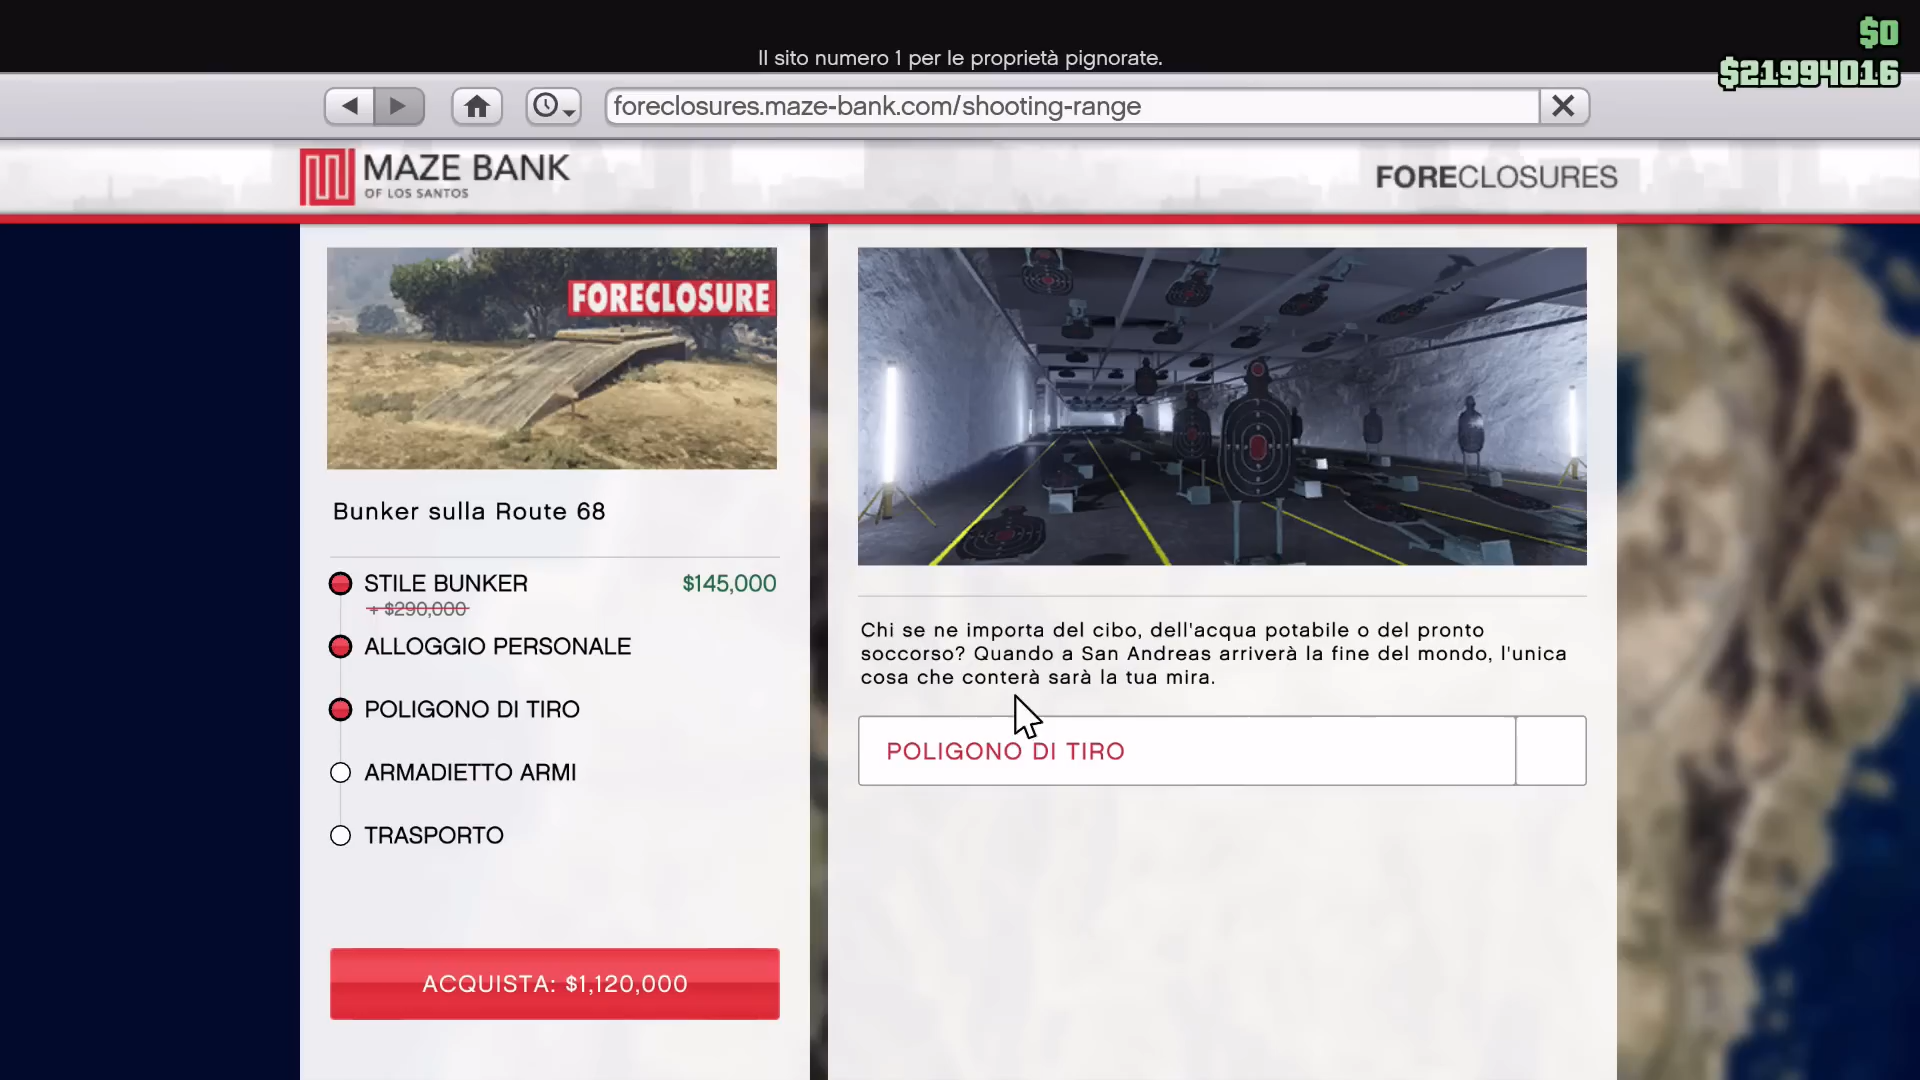 $0
Il sito numero 1 per le proprietà pignorate.
$21994016
foreclosures.maze-bank.com/shooting-range
MAZE BANK
OF LOS SANTOS
FORECLOSURES
FORECLOSURE
Bunker sulla Route 68
STILE BUNKER $145,000
+ $290,000
ALLOGGIO PERSONALE
POLIGONO DI TIRO
ARMADIETTO ARMI
TRASPORTO
ACQUISTA: $1,120,000
Chi se ne importa del cibo, dell'acqua potabile o del pronto
soccorso? Quando a San Andreas arriverà la fine del mondo, l'unica
cosa che conterà sarà la tua mira.
POLIGONO DI TIRO